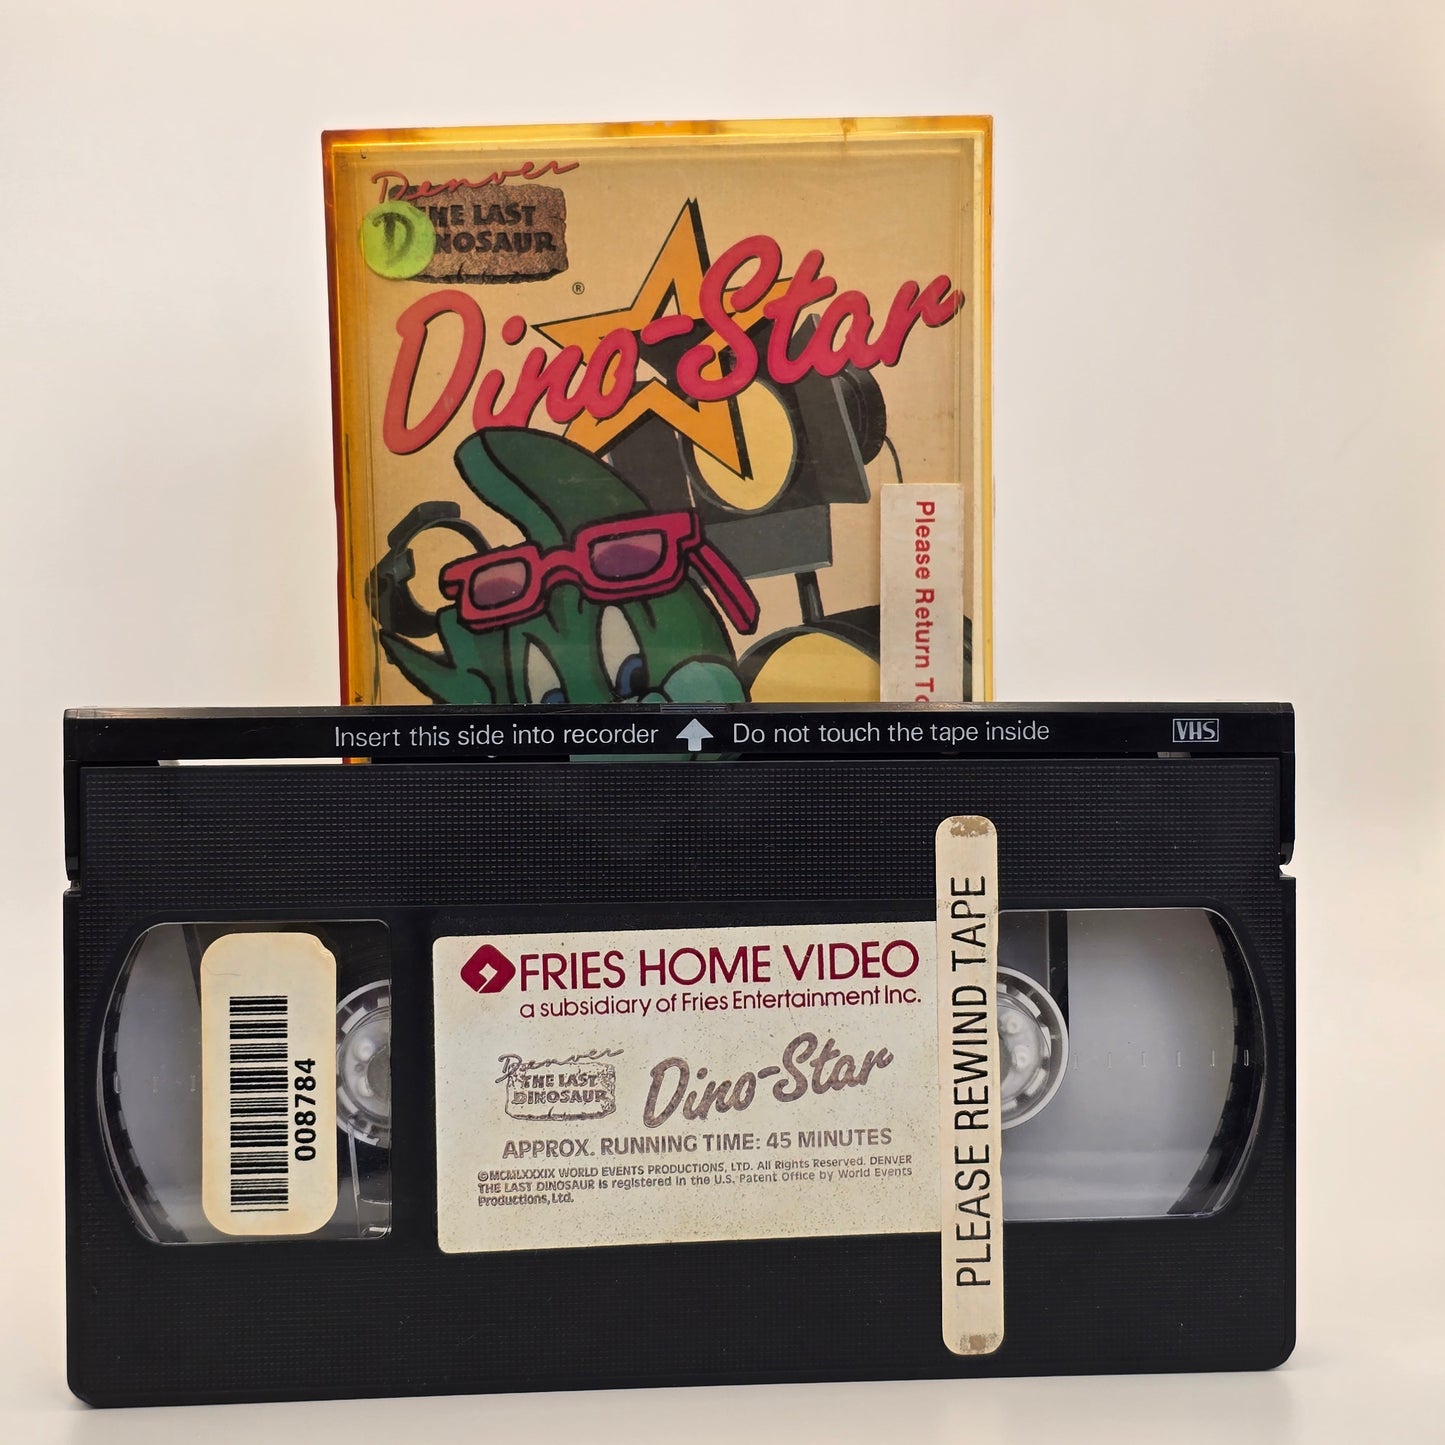 Denver
THE LAST
DINOSAUR
D
®
Dino-Star
Please Return To
Insert this side into recorder Do not touch the tape inside
VHS
008784
FRIES HOME VIDEO
a subsidiary of Fries Entertainment Inc.
Denver
THE LAST
DINOSAUR
Dino-Star
APPROX. RUNNING TIME: 45 MINUTES
©MCMLXXXIX WORLD EVENTS PRODUCTIONS, LTD. All Rights Reserved. DENVER
THE LAST DINOSAUR is registered in the U.S. Patent Office by World Events
Productions, Ltd.
PLEASE REWIND TAPE